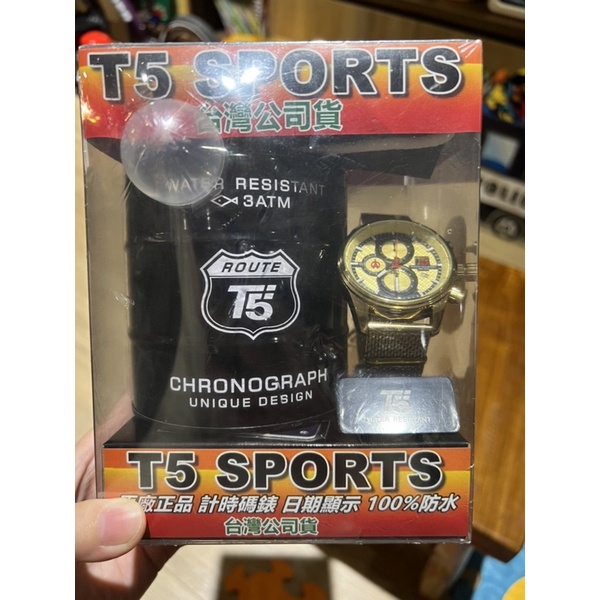 T5 SPORTS
台灣公司貨
WATER RESISTANT
3ATM
ROUTE
T5
CHRONOGRAPH
UNIQUE DESIGN
T5
T5 SPORTS
原廠正品 計時碼錶 日期顯示 100%防水
台灣公司貨